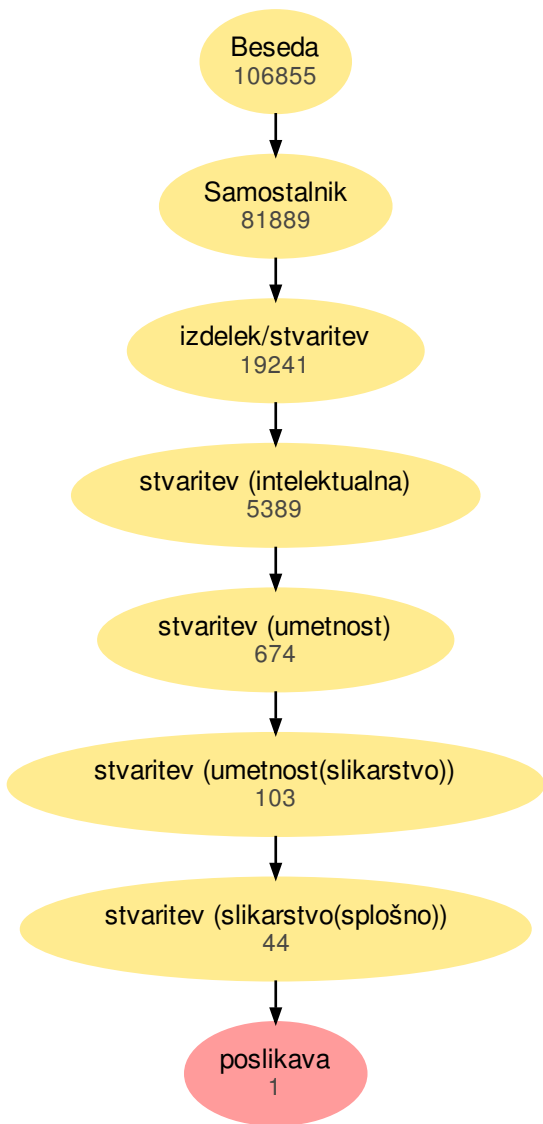 Beseda
106855
Samostalnik
81889
izdelek/stvaritev
19241
stvaritev (intelektualna)
5389
stvaritev (umetnost)
674
stvaritev (umetnost(slikarstvo))
103
stvaritev (slikarstvo(splošno))
44
poslikava
1